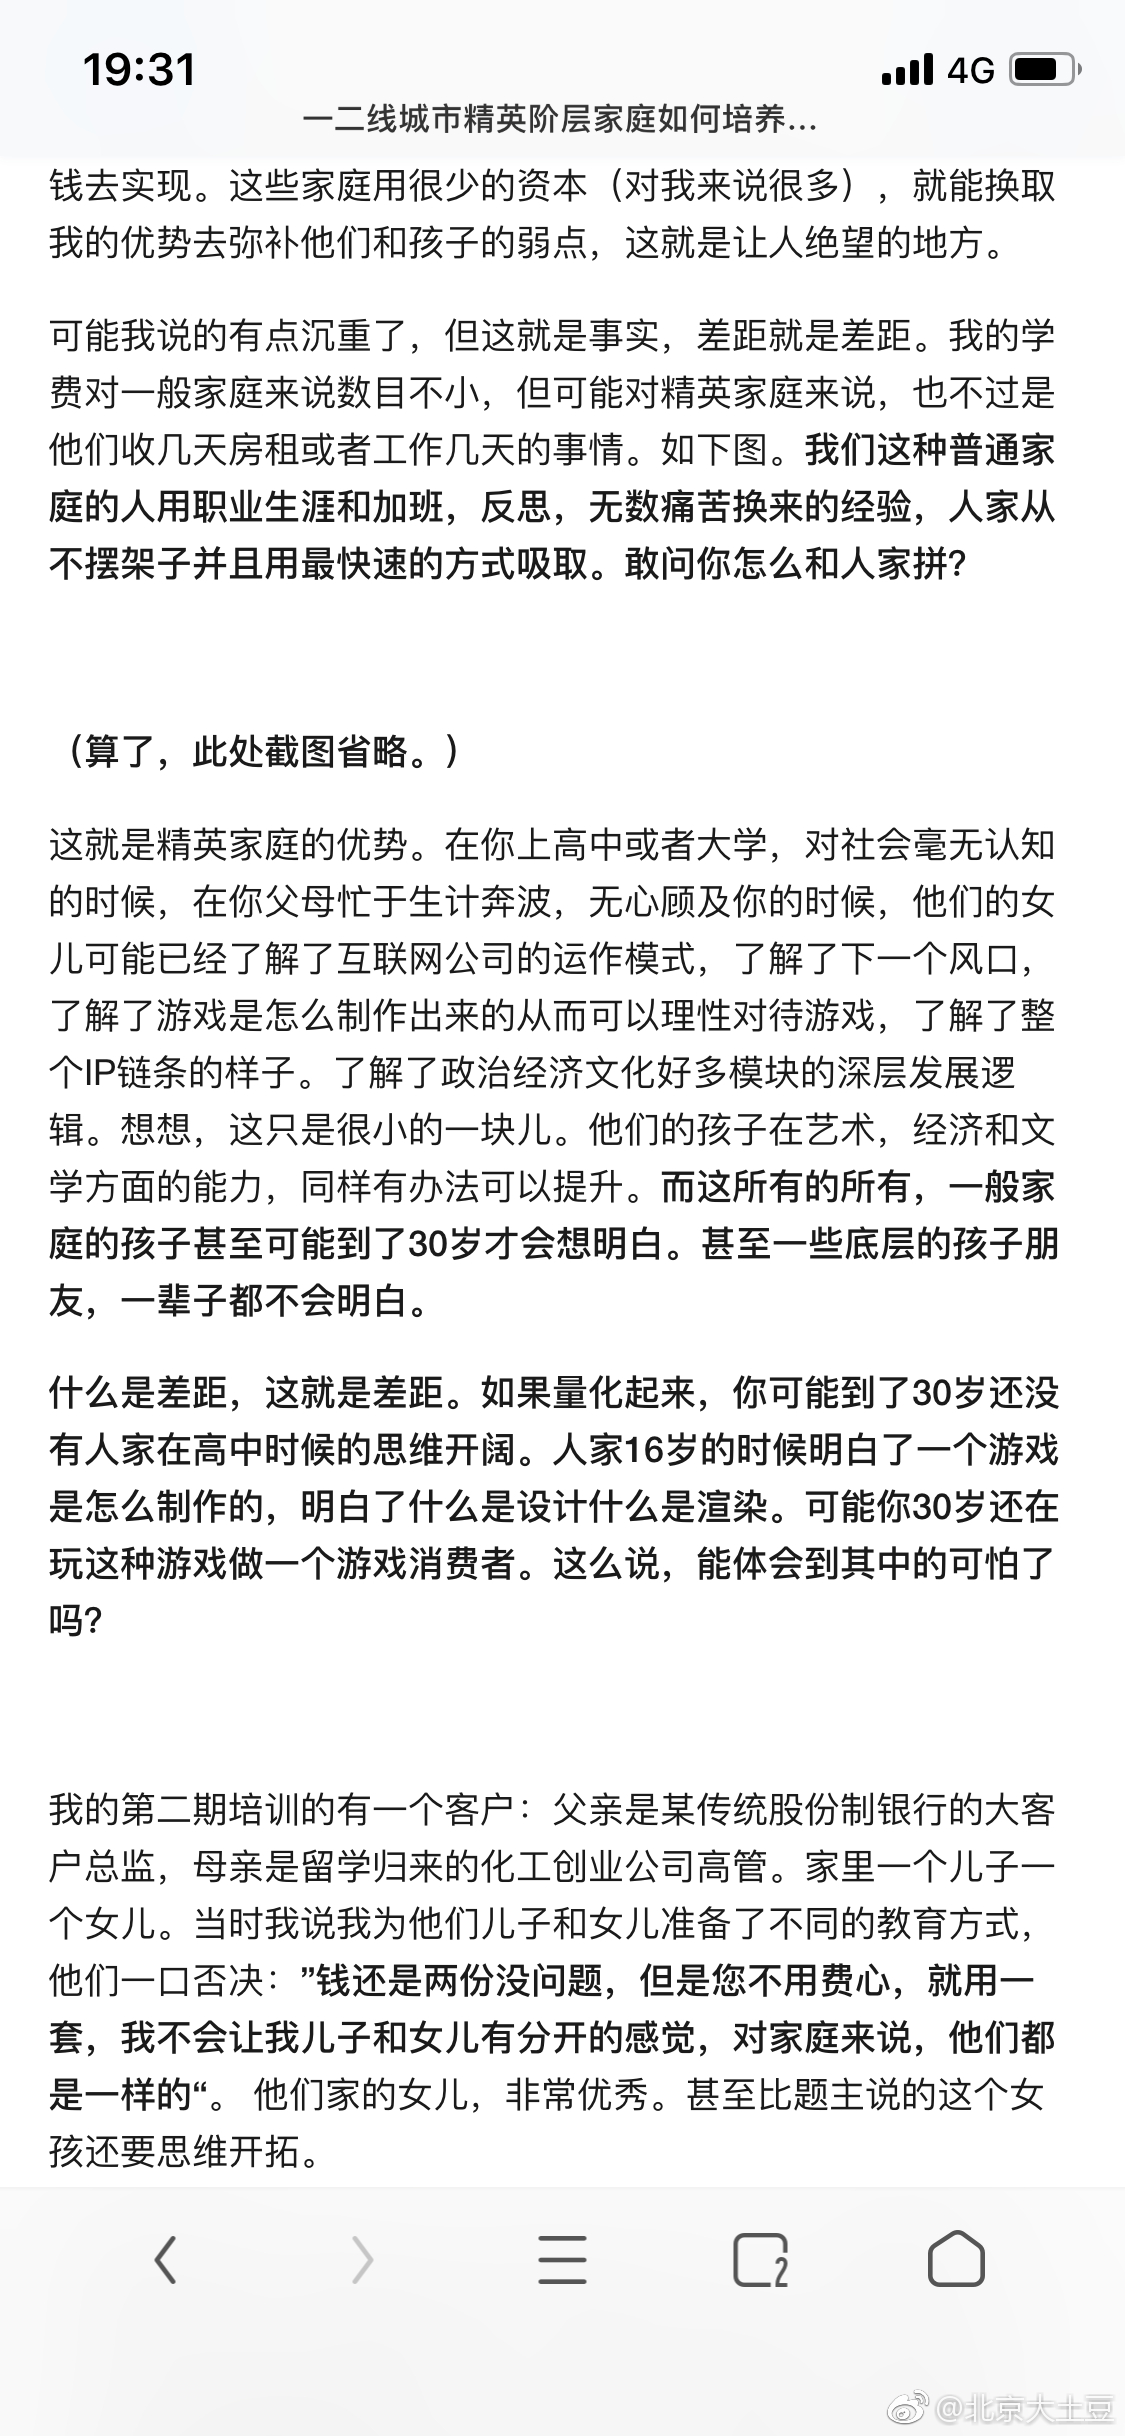 19:31
4G
一二线城市精英阶层家庭如何培养...
钱去实现。这些家庭用很少的资本（对我来说很多），就能换取
我的优势去弥补他们和孩子的弱点，这就是让人绝望的地方。
可能我说的有点沉重了，但这就是事实，差距就是差距。我的学
费对一般家庭来说数目不小，但可能对精英家庭来说，也不过是
他们收几天房租或者工作几天的事情。如下图。我们这种普通家
庭的人用职业生涯和加班，反思，无数痛苦换来的经验，人家从
不摆架子并且用最快速的方式吸取。敢问你怎么和人家拼?
（算了，此处截图省略。）
这就是精英家庭的优势。在你上高中或者大学，对社会毫无认知
的时候，在你父母忙于生计奔波，无心顾及你的时候，他们的女
儿可能已经了解了互联网公司的运作模式，了解了下一个风口，
了解了游戏是怎么制作出来的从而可以理性对待游戏，了解了整
个IP链条的样子。了解了政治经济文化好多模块的深层发展逻
辑。想想，这只是很小的一块儿。他们的孩子在艺术，经济和文
学方面的能力，同样有办法可以提升。而这所有的所有，一般家
庭的孩子甚至可能到了30岁才会想明白。甚至一些底层的孩子朋
友，一辈子都不会明白。
什么是差距，这就是差距。如果量化起来，你可能到了30岁还没
有人家在高中时候的思维开阔。人家16岁的时候明白了一个游戏
是怎么制作的，明白了什么是设计什么是渲染。可能你30岁还在
玩这种游戏做一个游戏消费者。这么说，能体会到其中的可怕了
吗?
我的第二期培训的有一个客户：父亲是某传统股份制银行的大客
户总监，母亲是留学归来的化工创业公司高管。家里一个儿子一
个女儿。当时我说我为他们儿子和女儿准备了不同的教育方式，
他们一口否决：”钱还是两份没问题，但是您不用费心，就用一
套，我不会让我儿子和女儿有分开的感觉，对家庭来说，他们都
是一样的“。 他们家的女儿，非常优秀。甚至比题主说的这个女
孩还要思维开拓。
2
@北京大土豆